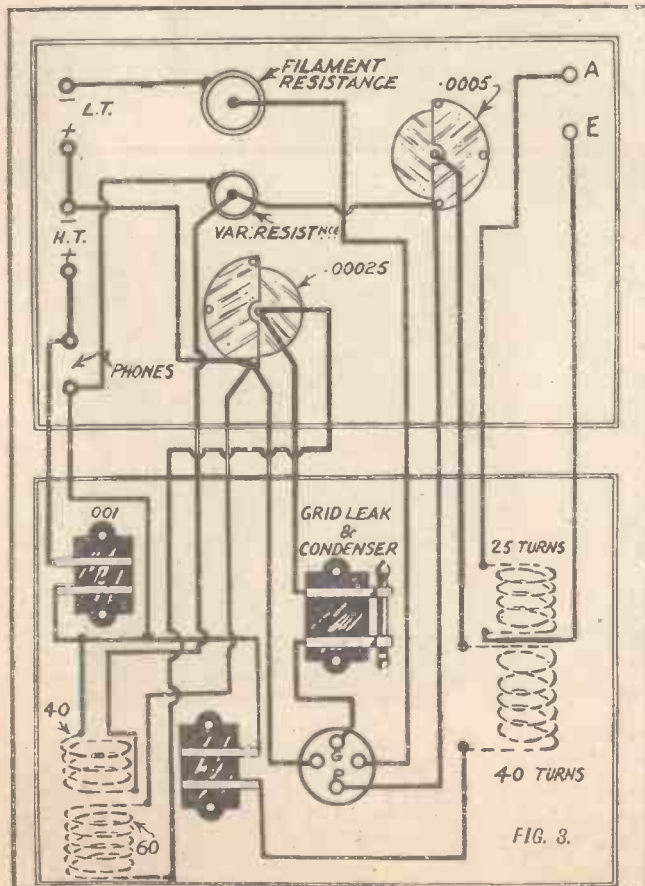 FILAMENT
RESISTANCE
.0005
A
E
-
L.T.
+
-
H.T.
+
VAR. RESISTNCE
.00025
PHONES
001
GRID LEAK
&
CONDENSER
25 TURNS
40
G
P
40 TURNS
60
FIG. 3.